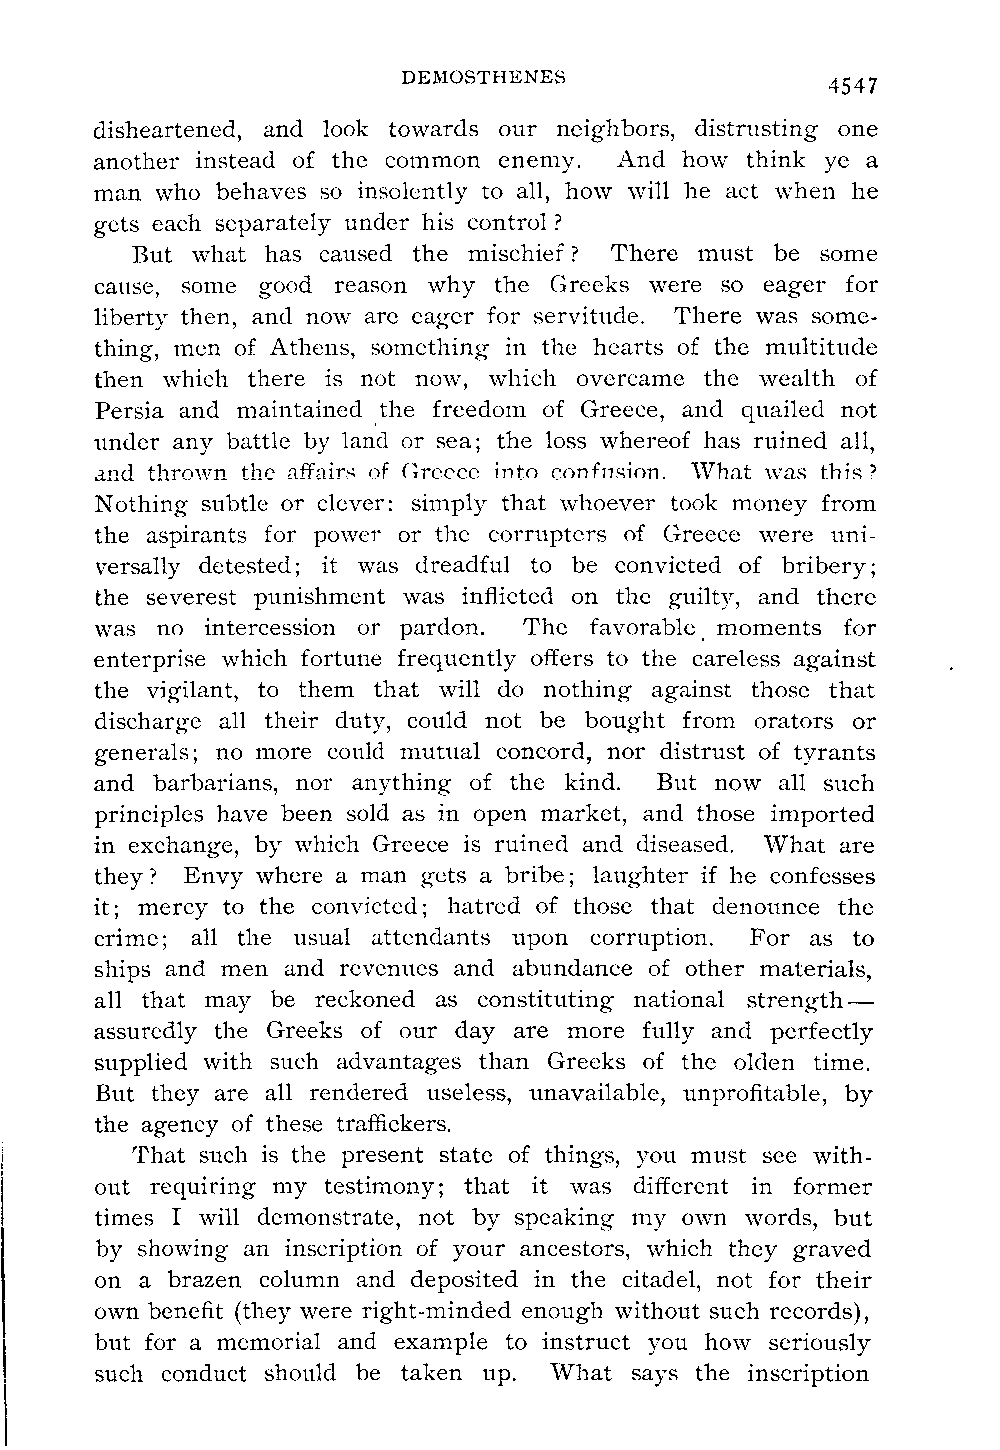 DEMOSTHENES
4547
disheartened, and look towards our neighbors, distrusting one
another instead of the common enemy. And how think ye a
man who behaves so insolently to all, how will he act when he
gets each separately under his control?
But what has caused the mischief? There must be some
cause, some good reason why the Greeks were so eager for
liberty then, and now are eager for servitude. There was some-
thing, men of Athens, something in the hearts of the multitude
then which there is not now, which overcame the wealth of
Persia and maintained the freedom of Greece, and quailed not
under any battle by land or sea; the loss whereof has ruined all,
and thrown the affairs of Greece into confusion. What was this?
Nothing subtle or clever: simply that whoever took money from
the aspirants for power or the corrupters of Greece were uni-
versally detested; it was dreadful to be convicted of bribery;
the severest punishment was inflicted on the guilty, and there
was no intercession or pardon. The favorable moments for
enterprise which fortune frequently offers to the careless against
the vigilant, to them that will do nothing against those that
discharge all their duty, could not be bought from orators or
generals; no more could mutual concord, nor distrust of tyrants
and barbarians, nor anything of the kind. But now all such
principles have been sold as in open market, and those imported
in exchange, by which Greece is ruined and diseased. What are
they? Envy where a man gets a bribe; laughter if he confesses
it; mercy to the convicted; hatred of those that denounce the
crime; all the usual attendants upon corruption. For as to
ships and men and revenues and abundance of other materials,
all that may be reckoned as constituting national strength—
assuredly the Greeks of our day are more fully and perfectly
supplied with such advantages than Greeks of the olden time.
But they are all rendered useless, unavailable, unprofitable, by
the agency of these traffickers.
That such is the present state of things, you must see with-
out requiring my testimony; that it was different in former
times I will demonstrate, not by speaking my own words, but
by showing an inscription of your ancestors, which they graved
on a brazen column and deposited in the citadel, not for their
own benefit (they were right-minded enough without such records),
but for a memorial and example to instruct you how seriously
such conduct should be taken up. What says the inscription